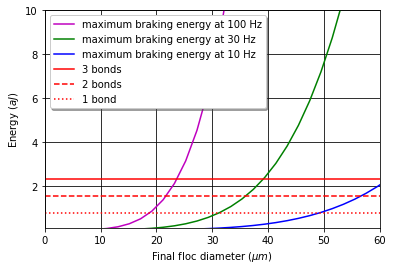 10
8
6
4
2
Energy (aJ)
maximum braking energy at 100 Hz
maximum braking energy at 30 Hz
maximum braking energy at 10 Hz
3 bonds
2 bonds
1 bond
0 10 20 30 40 50 60
Final floc diameter (μm)